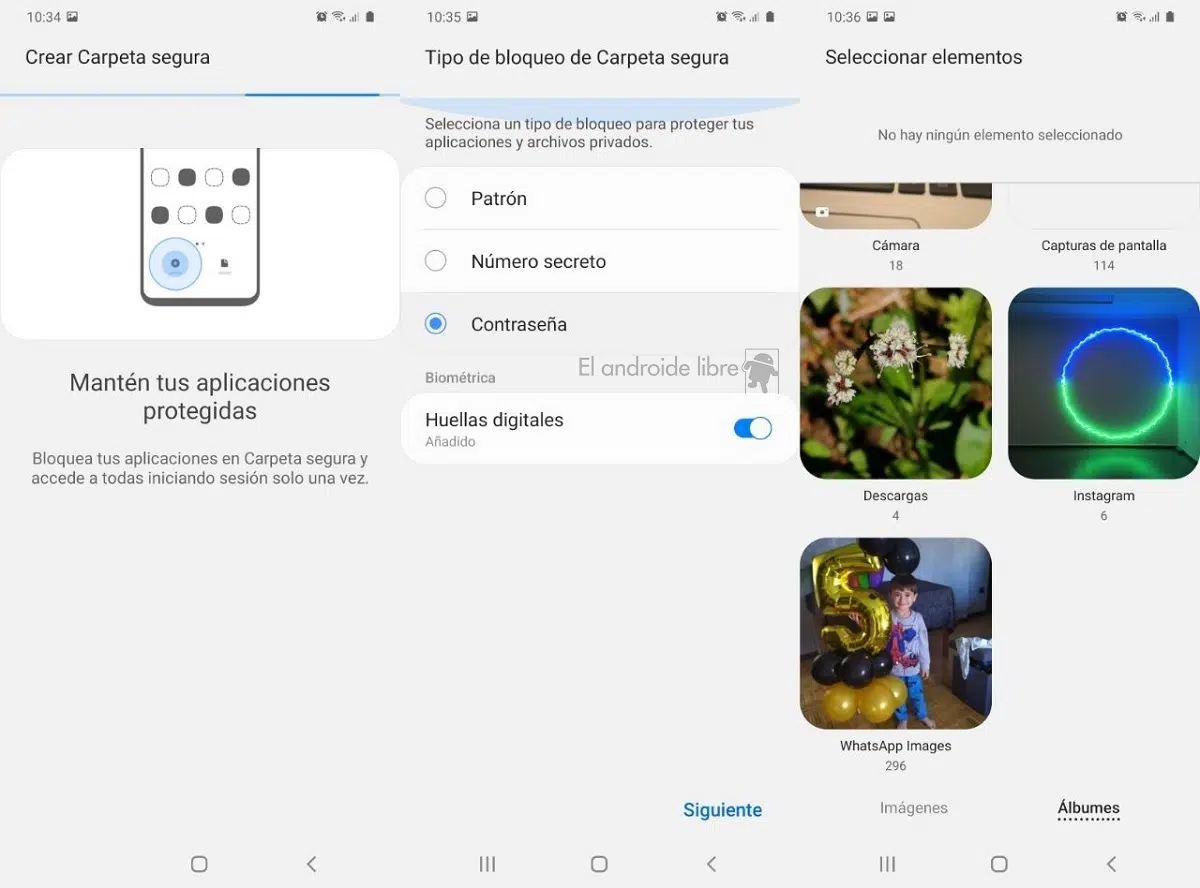 10:34
Crear Carpeta segura
Mantén tus aplicaciones
protegidas
Bloquea tus aplicaciones en Carpeta segura y
accede a todas iniciando sesión solo una vez.
10:35
Tipo de bloqueo de Carpeta segura
Selecciona un tipo de bloqueo para proteger tus
aplicaciones y archivos privados.
Patrón
Número secreto
Contraseña
El androide libre
Biométrica
Huellas digitales
Añadido
Siguiente
10:36
Seleccionar elementos
No hay ningún elemento seleccionado
Cámara
18
Capturas de pantalla
114
Descargas
4
Instagram
6
5
WhatsApp Images
296
Imágenes
Álbumes